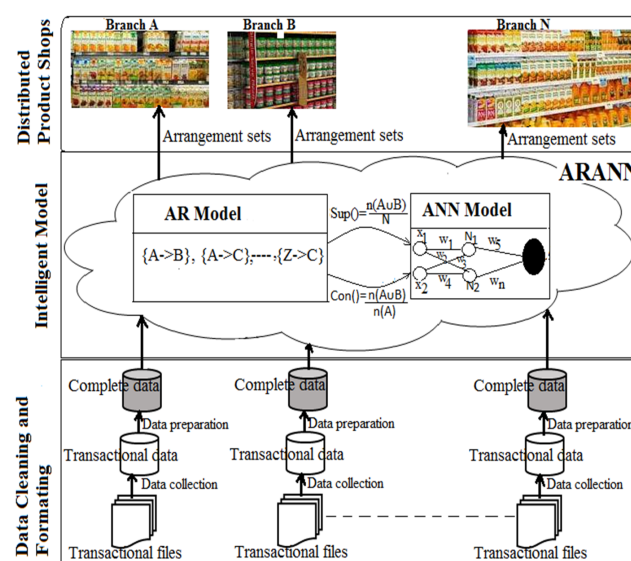 Branch A
Branch B
Branch N
Distributed
Product Shops
Arrangement sets
Arrangement sets
Arrangement sets
Intelligent Model
ARANN
AR Model
{A->B}, {A->C},----,{Z->C}
Sup()=n(A∪B)/N
Con()=n(A∪B)/n(A)
ANN Model
x1
w1
N1
w5
w2
w3
x2
w4
N2
wn
Data Cleaning and
Formating
Complete data
Complete data
Complete data
Data preparation
Data preparation
Data preparation
Transactional data
Transactional data
Transactional data
Data collection
Data collection
Data collection
Transactional files
Transactional files
Transactional files